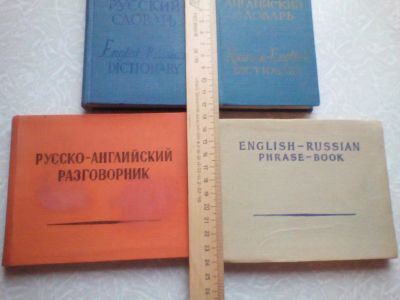 РУССКИЙ
СЛОВАРЬ
English-Russian
DICTIONARY
АНГЛИЙСКИЙ
СЛОВАРЬ
Russian-English
DICTIONARY
РУССКО-АНГЛИЙСКИЙ
РАЗГОВОРНИК
ENGLISH-RUSSIAN
PHRASE-BOOK